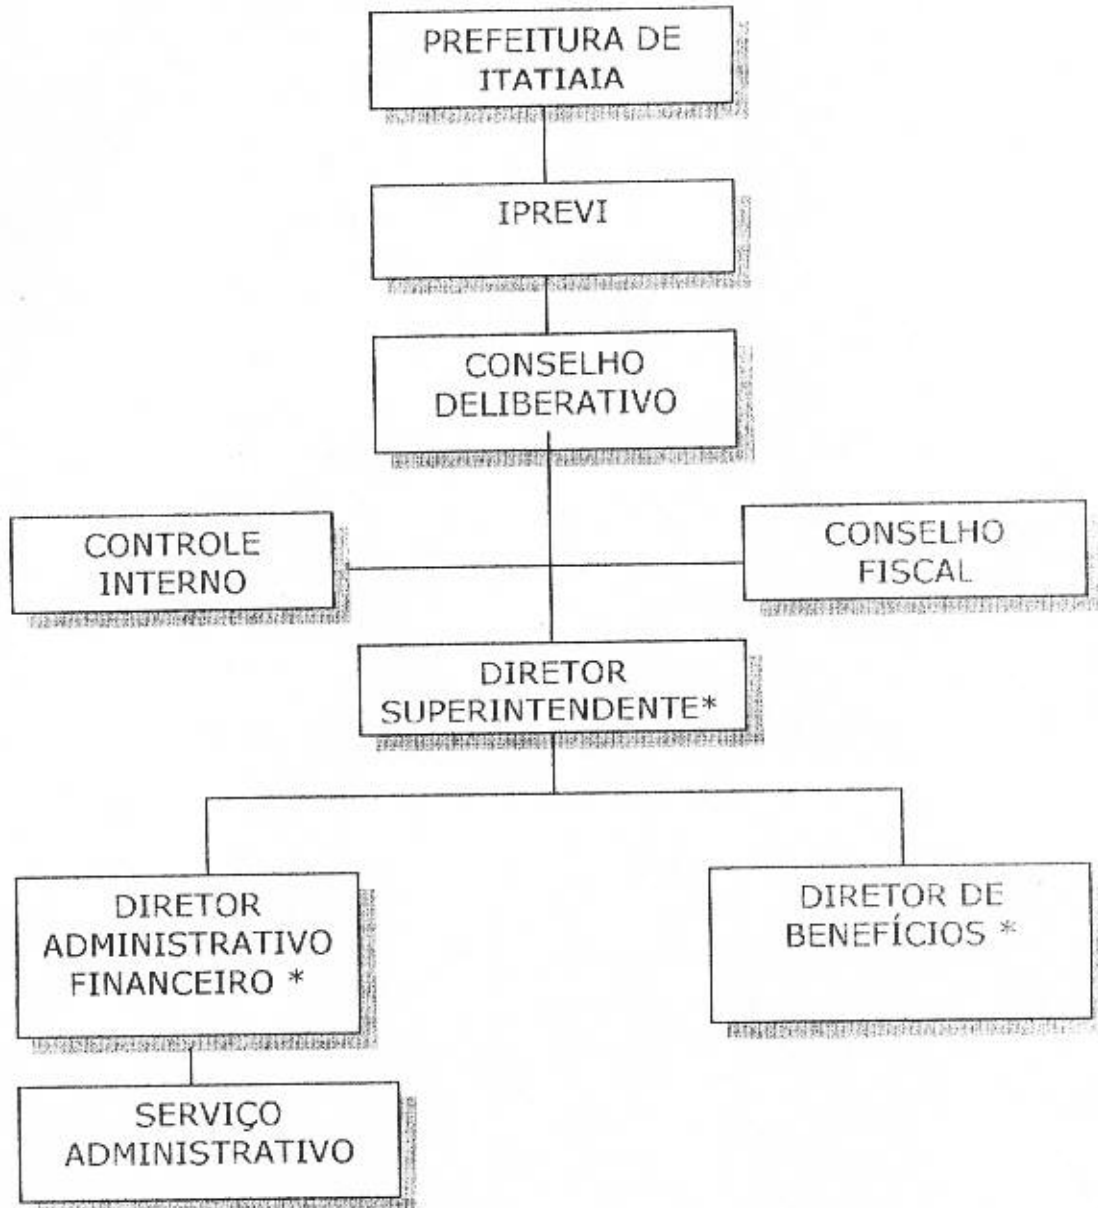 PREFEITURA DE
ITATIAIA
IPREVI
CONSELHO
DELIBERATIVO
CONTROLE
INTERNO
CONSELHO
FISCAL
DIRETOR
SUPERINTENDENTE*
DIRETOR
ADMINISTRATIVO
FINANCEIRO *
DIRETOR DE
BENEFÍCIOS *
SERVIÇO
ADMINISTRATIVO